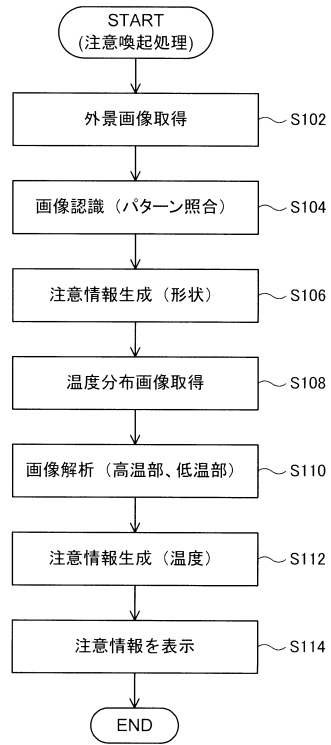 START
(注意喚起処理)
外景画像取得
S102
画像認識（パターン照合）
S104
注意情報生成（形状）
S106
温度分布画像取得
S108
画像解析（高温部、低温部）
S110
注意情報生成（温度）
S112
注意情報を表示
S114
END